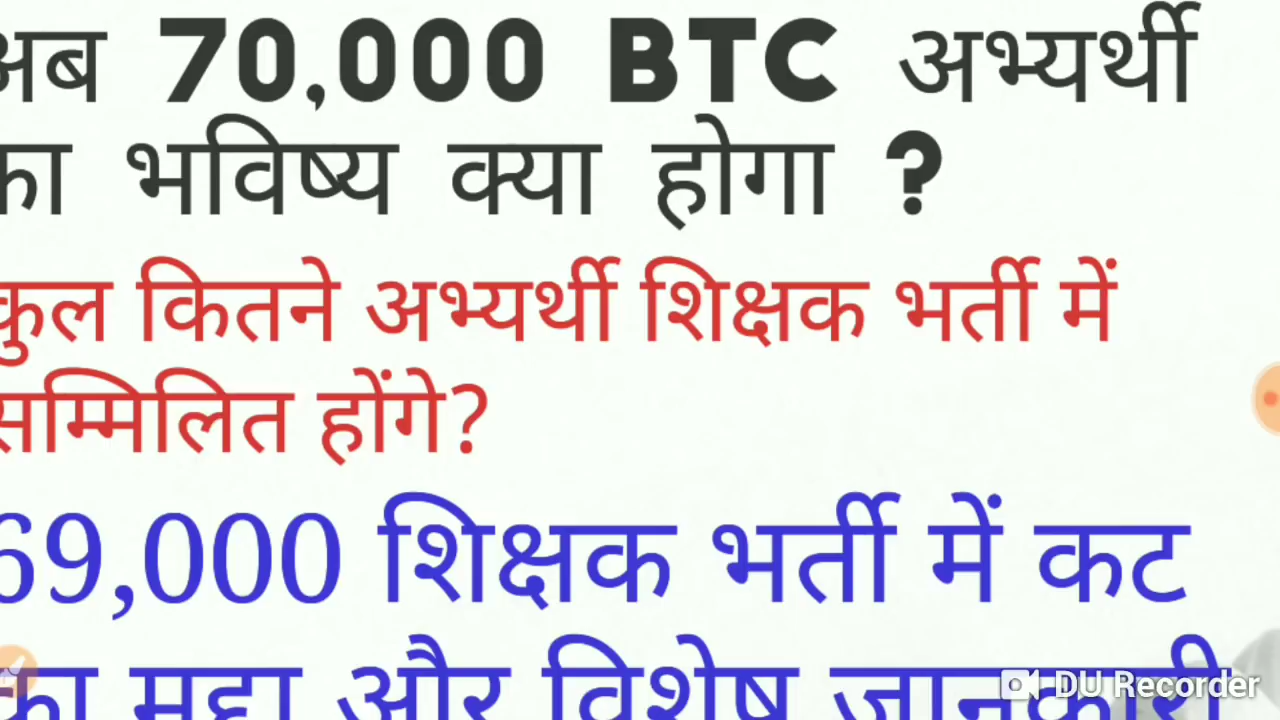 अब 70,000 BTC अभ्यर्थी
का भविष्य क्या होगा ?
कुल कितने अभ्यर्थी शिक्षक भर्ती में
सम्मिलित होंगे?
69,000 शिक्षक भर्ती में कट
का मुद्दा और विशेष जानकारी
DU Recorder